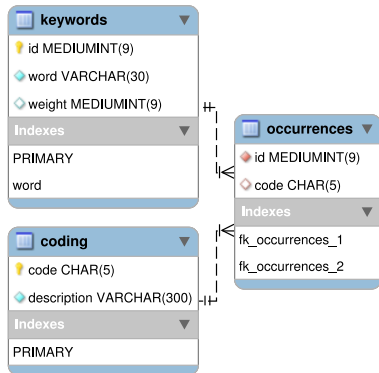 keywords
id MEDIUMINT(9)
word VARCHAR(30)
weight MEDIUMINT(9)
Indexes
PRIMARY
word
occurrences
id MEDIUMINT(9)
code CHAR(5)
Indexes
fk_occurrences_1
fk_occurrences_2
coding
code CHAR(5)
description VARCHAR(300)
Indexes
PRIMARY